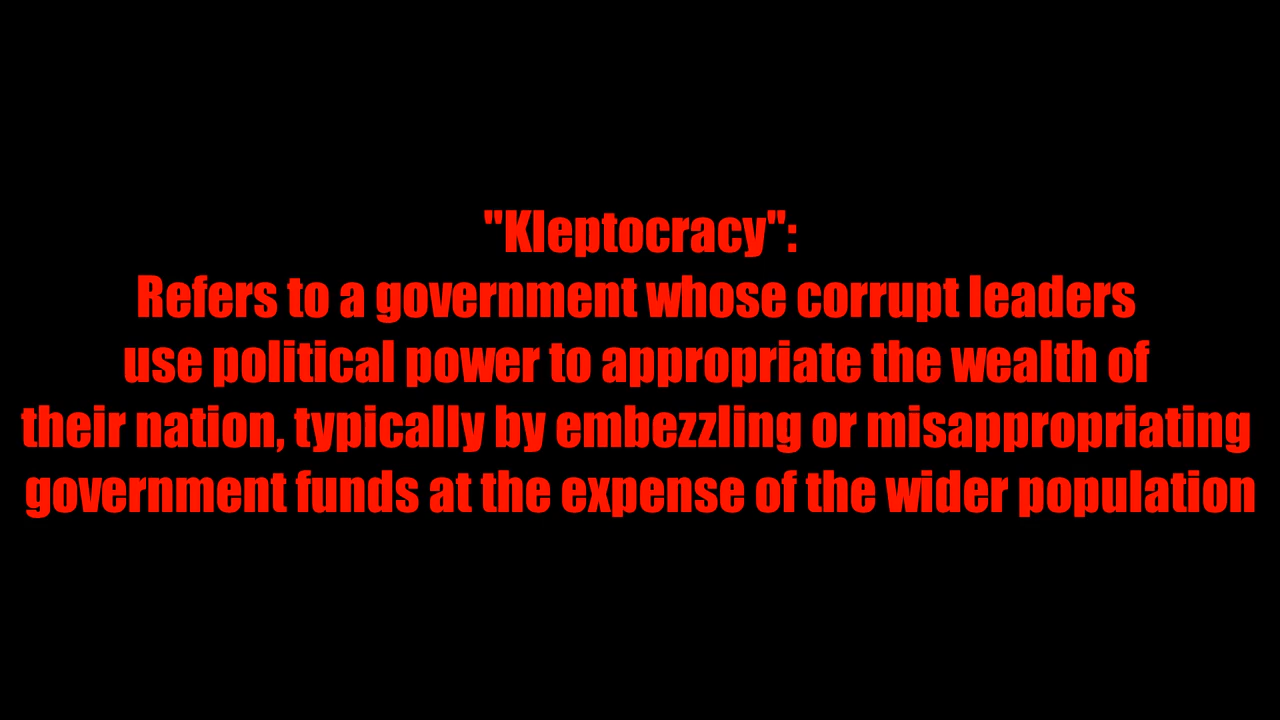 "Kleptocracy":
Refers to a government whose corrupt leaders
use political power to appropriate the wealth of
their nation, typically by embezzling or misappropriating
government funds at the expense of the wider population